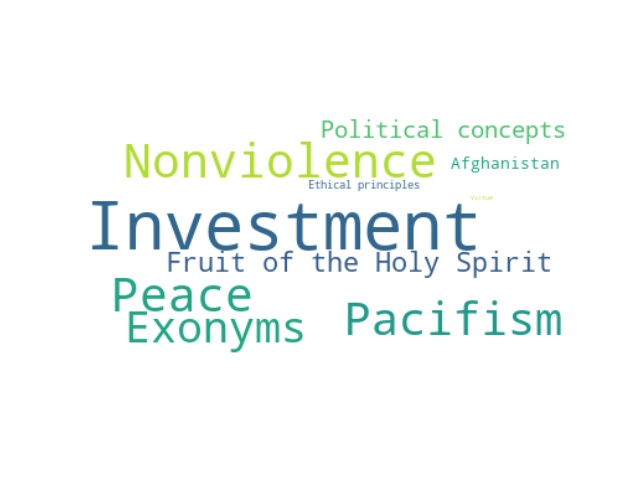 Political concepts
Nonviolence
Afghanistan
Ethical principles
Virtue
Investment
Fruit of the Holy Spirit
Peace
Exonyms
Pacifism